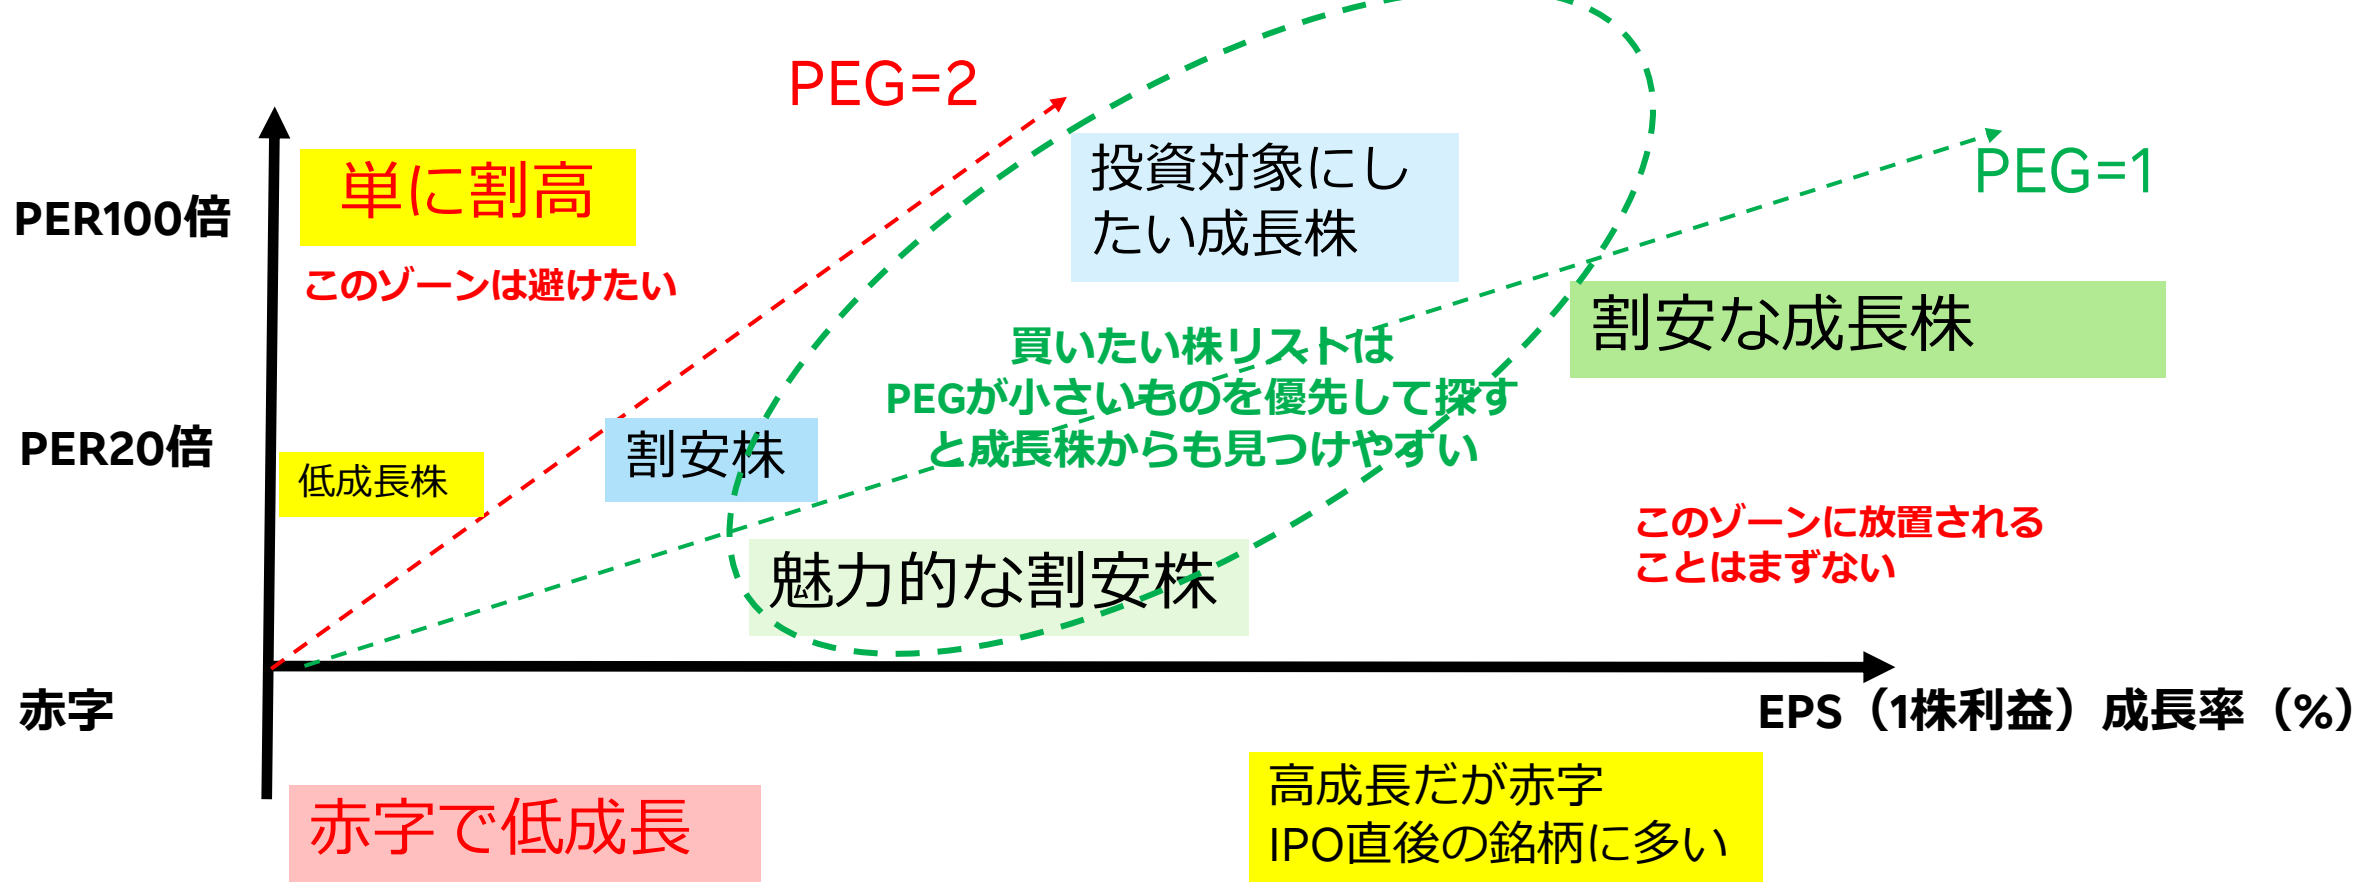 PEG=2
PEG=1
単に割高
投資対象にし
たい成長株
PER100倍
このゾーンは避けたい
割安な成長株
買いたい株リストは
PEGが小さいものを優先して探す
と成長株からも見つけやすい
PER20倍
割安株
低成長株
このゾーンに放置される
ことはまずない
魅力的な割安株
赤字
EPS（1株利益）成長率（%）
赤字で低成長
高成長だが赤字
IPO直後の銘柄に多い